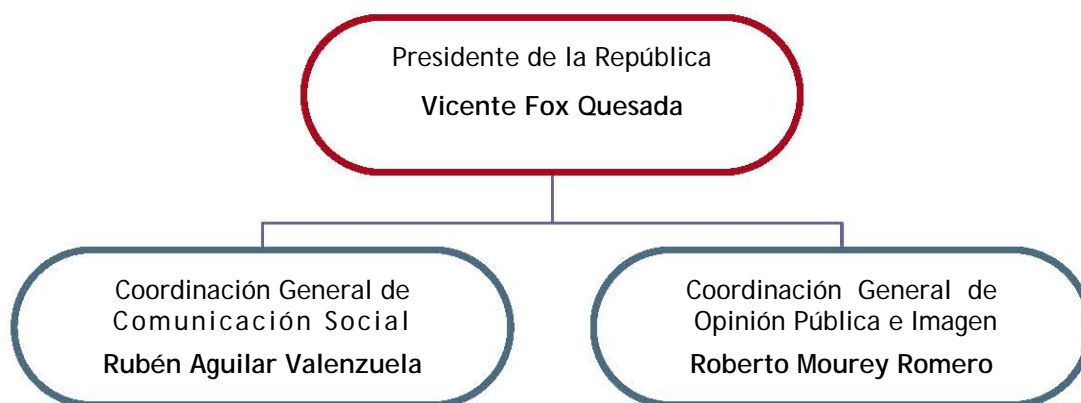 Presidente de la República
Vicente Fox Quesada
Coordinación General de
Comunicación Social
Rubén Aguilar Valenzuela
Coordinación General de
Opinión Pública e Imagen
Roberto Mourey Romero